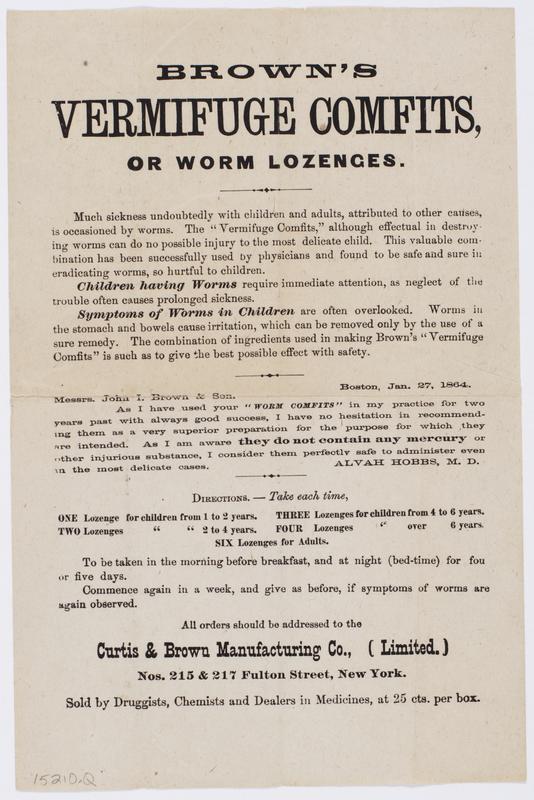 BROWN'S
VERMIFUGE COMFITS,
OR WORM LOZENGES.
Much sickness undoubtedly with children and adults, attributed to other causes,
is occasioned by worms. The "Vermifuge Comfits," although effectual in destroy-
ing worms can do no possible injury to the most delicate child. This valuable com-
bination has been successfully used by physicians and found to be safe and sure in
eradicating worms, so hurtful to children.
Children having Worms require immediate attention, as neglect of the
trouble often causes prolonged sickness.
Symptoms of Worms in Children are often overlooked. Worms in
the stomach and bowels cause irritation, which can be removed only by the use of a
sure remedy. The combination of ingredients used in making Brown's "Vermifuge
Comfits" is such as to give the best possible effect with safety.
Boston, Jan. 27, 1864.
Messrs. John I. Brown & Son.
As I have used your "WORM COMFITS" in my practice for two
years past with always good success, I have no hesitation in recommend-
ing them as a very superior preparation for the purpose for which they
are intended. As I am aware they do not contain any mercury or
other injurious substance, I consider them perfectly safe to administer even
in the most delicate cases. ALVAH HOBBS, M. D.
DIRECTIONS. — Take each time,
ONE Lozenge for children from 1 to 2 years. THREE Lozenges for children from 4 to 6 years.
TWO Lozenges " " 2 to 4 years. FOUR Lozenges " over 6 years.
SIX Lozenges for Adults.
To be taken in the morning before breakfast, and at night (bed-time) for fou
or five days.
Commence again in a week, and give as before, if symptoms of worms are
again observed.
All orders should be addressed to the
Curtis & Brown Manufacturing Co., (Limited.)
Nos. 215 & 217 Fulton Street, New York.
Sold by Druggists, Chemists and Dealers in Medicines, at 25 cts. per box.
1521D.Q